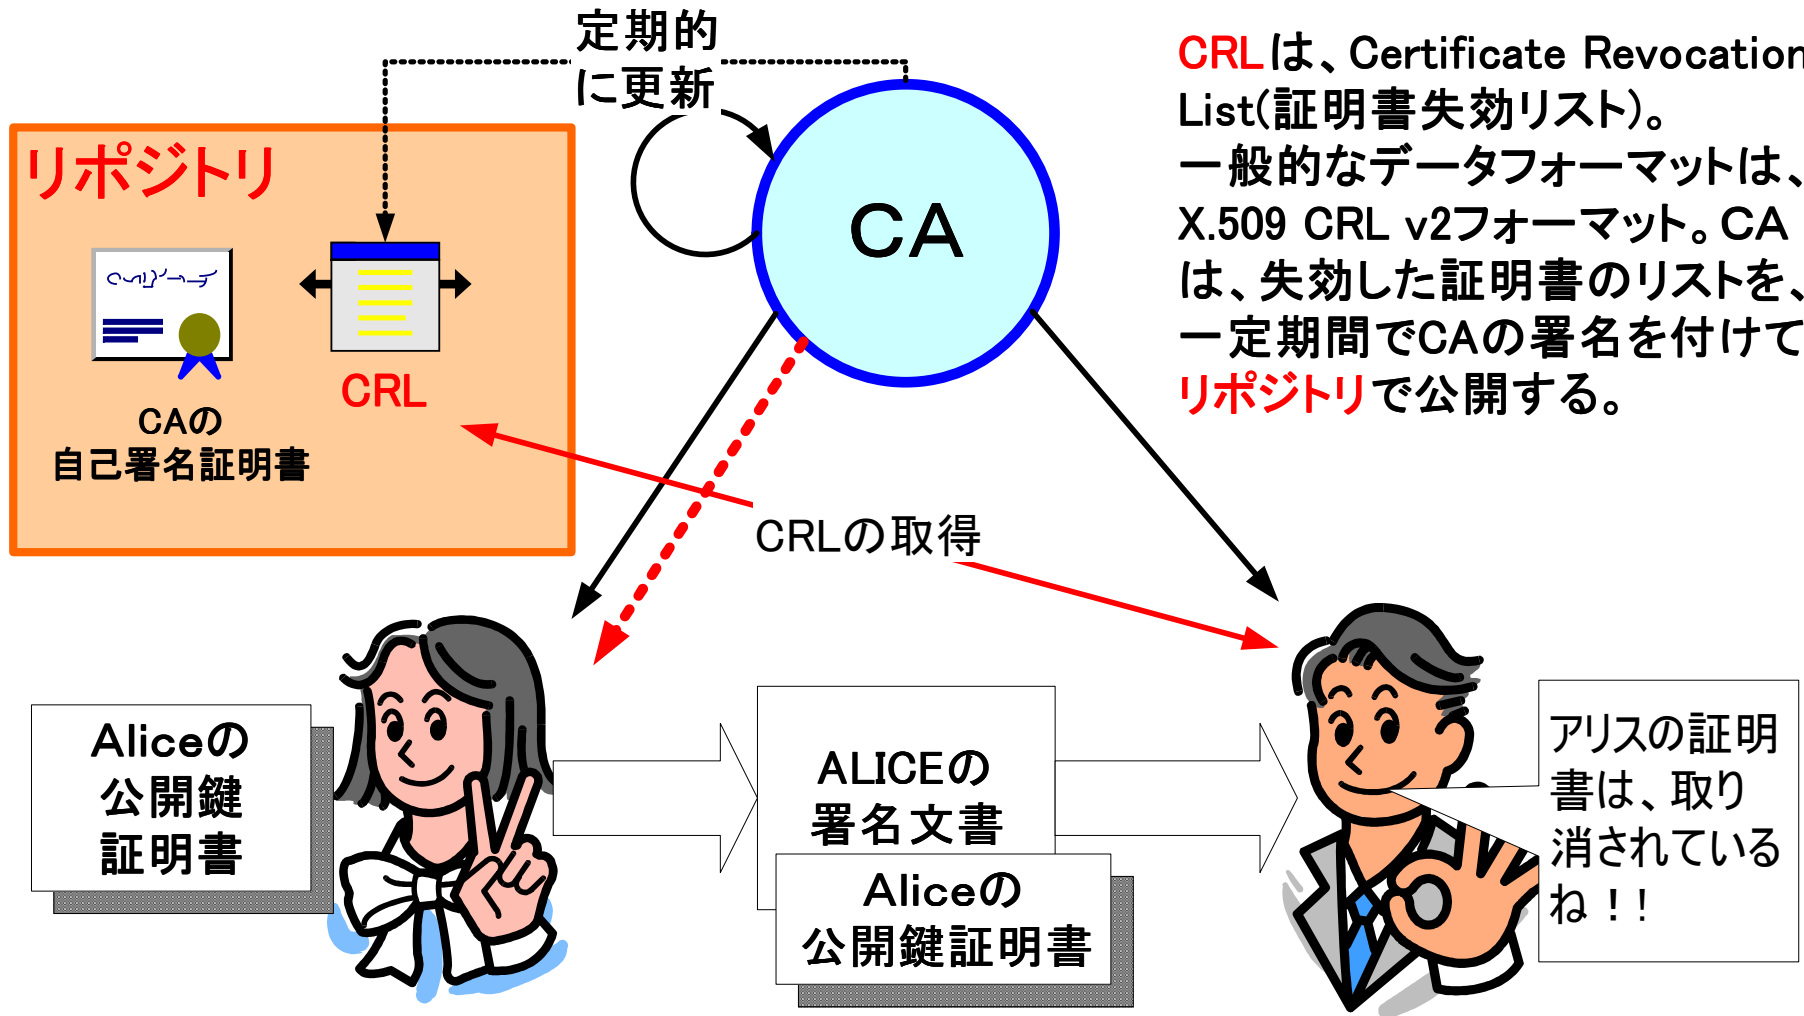 定期的
に更新
CRLは、Certificate Revocation
List(証明書失効リスト)。
一般的なデータフォーマットは、
X.509 CRL v2フォーマット。CA
は、失効した証明書のリストを、
一定期間でCAの署名を付けて
リポジトリで公開する。
リポジトリ
CA
CRL
CAの
自己署名証明書
CRLの取得
Aliceの
公開鍵
証明書
ALICEの
署名文書
Aliceの
公開鍵証明書
アリスの証明
書は、取り
消されている
ね！！